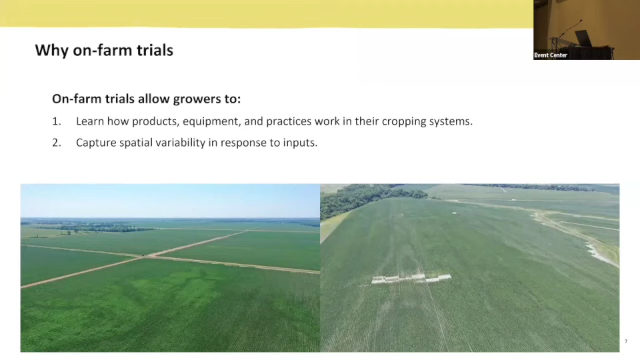 Event Center
Why on-farm trials
On-farm trials allow growers to:
1. Learn how products, equipment, and practices work in their cropping systems.
2. Capture spatial variability in response to inputs.